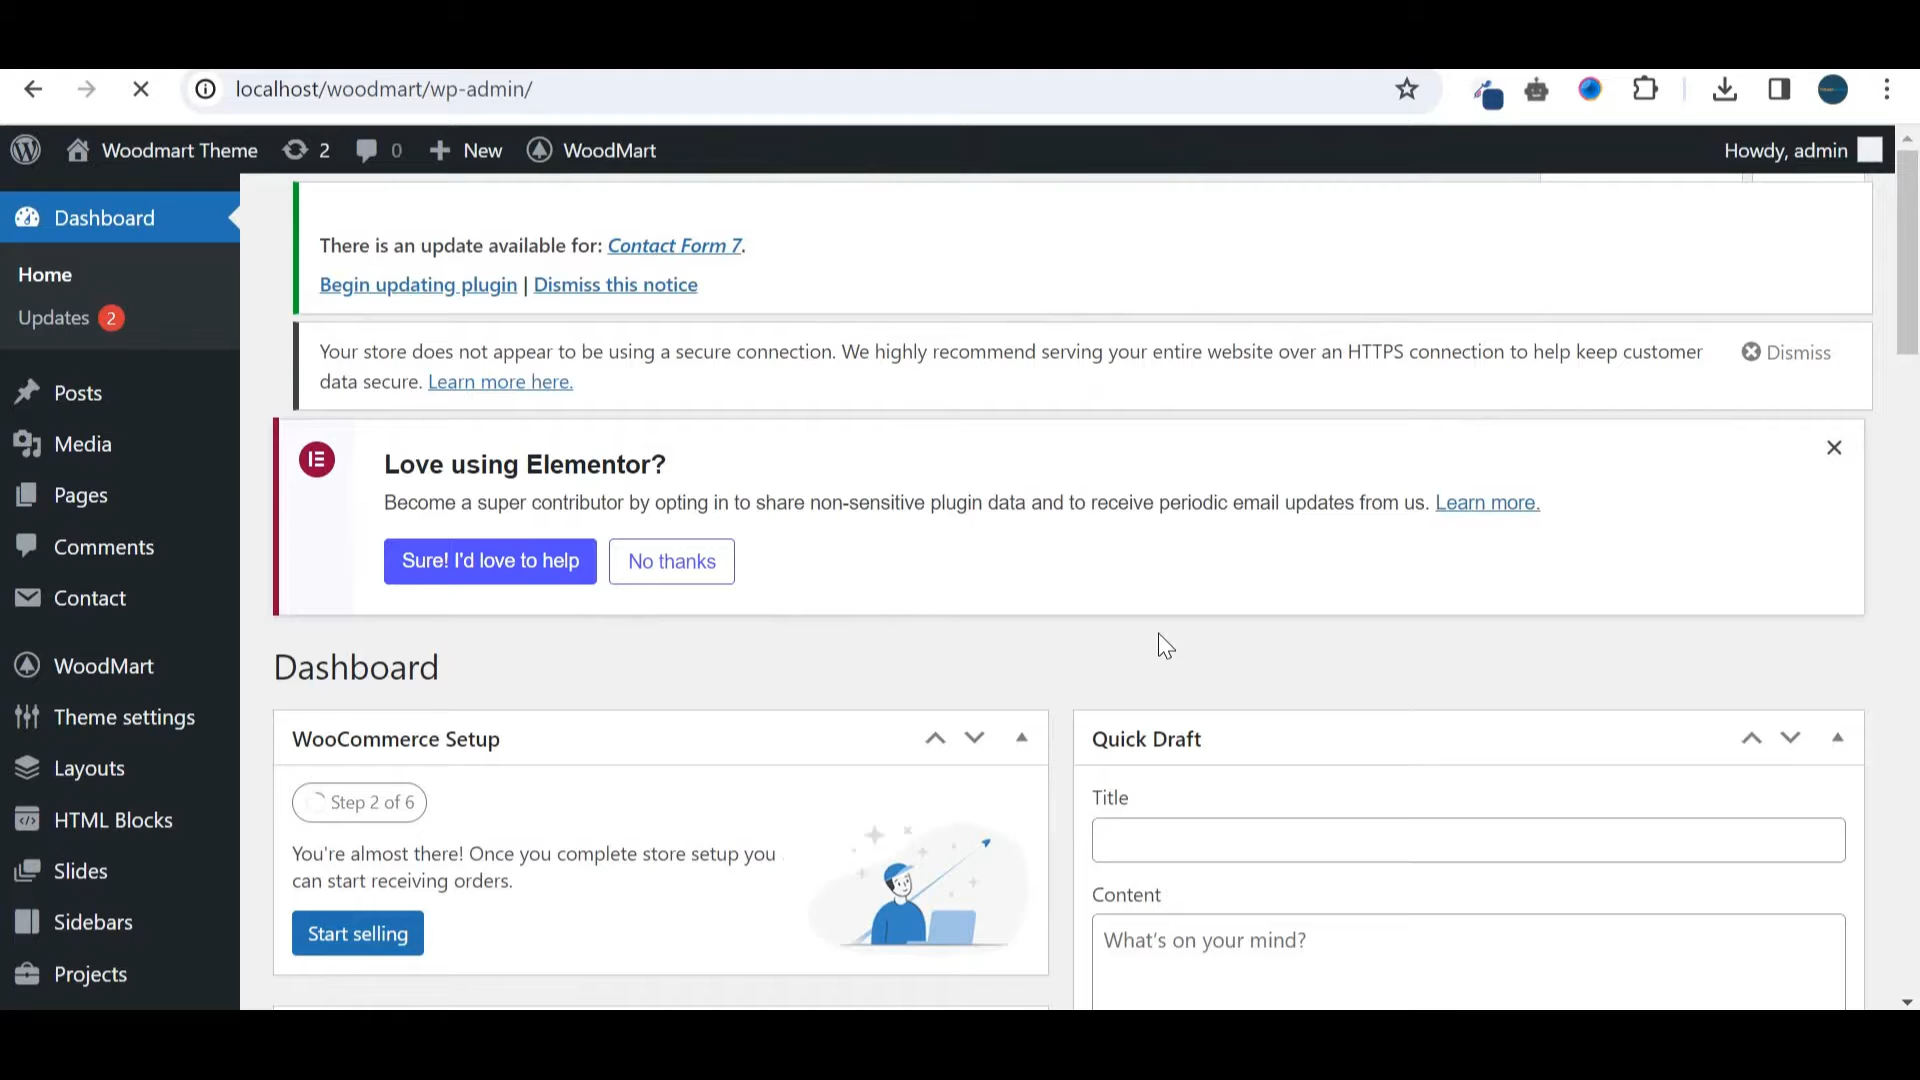 localhost/woodmart/wp-admin/
Woodmart Theme 2 0 New WoodMart Howdy, admin
Dashboard
Home
Updates 2
Posts
Media
Pages
Comments
Contact
WoodMart
Theme settings
Layouts
HTML Blocks
Slides
Sidebars
Projects
There is an update available for: Contact Form 7.
Begin updating plugin | Dismiss this notice
Your store does not appear to be using a secure connection. We highly recommend serving your entire website over an HTTPS connection to help keep customer
data secure. Learn more here.
Dismiss
Love using Elementor?
Become a super contributor by opting in to share non-sensitive plugin data and to receive periodic email updates from us. Learn more.
Sure! I'd love to help No thanks
Dashboard
WooCommerce Setup
Step 2 of 6
You're almost there! Once you complete store setup you
can start receiving orders.
Start selling
Quick Draft
Title
Content
What's on your mind?